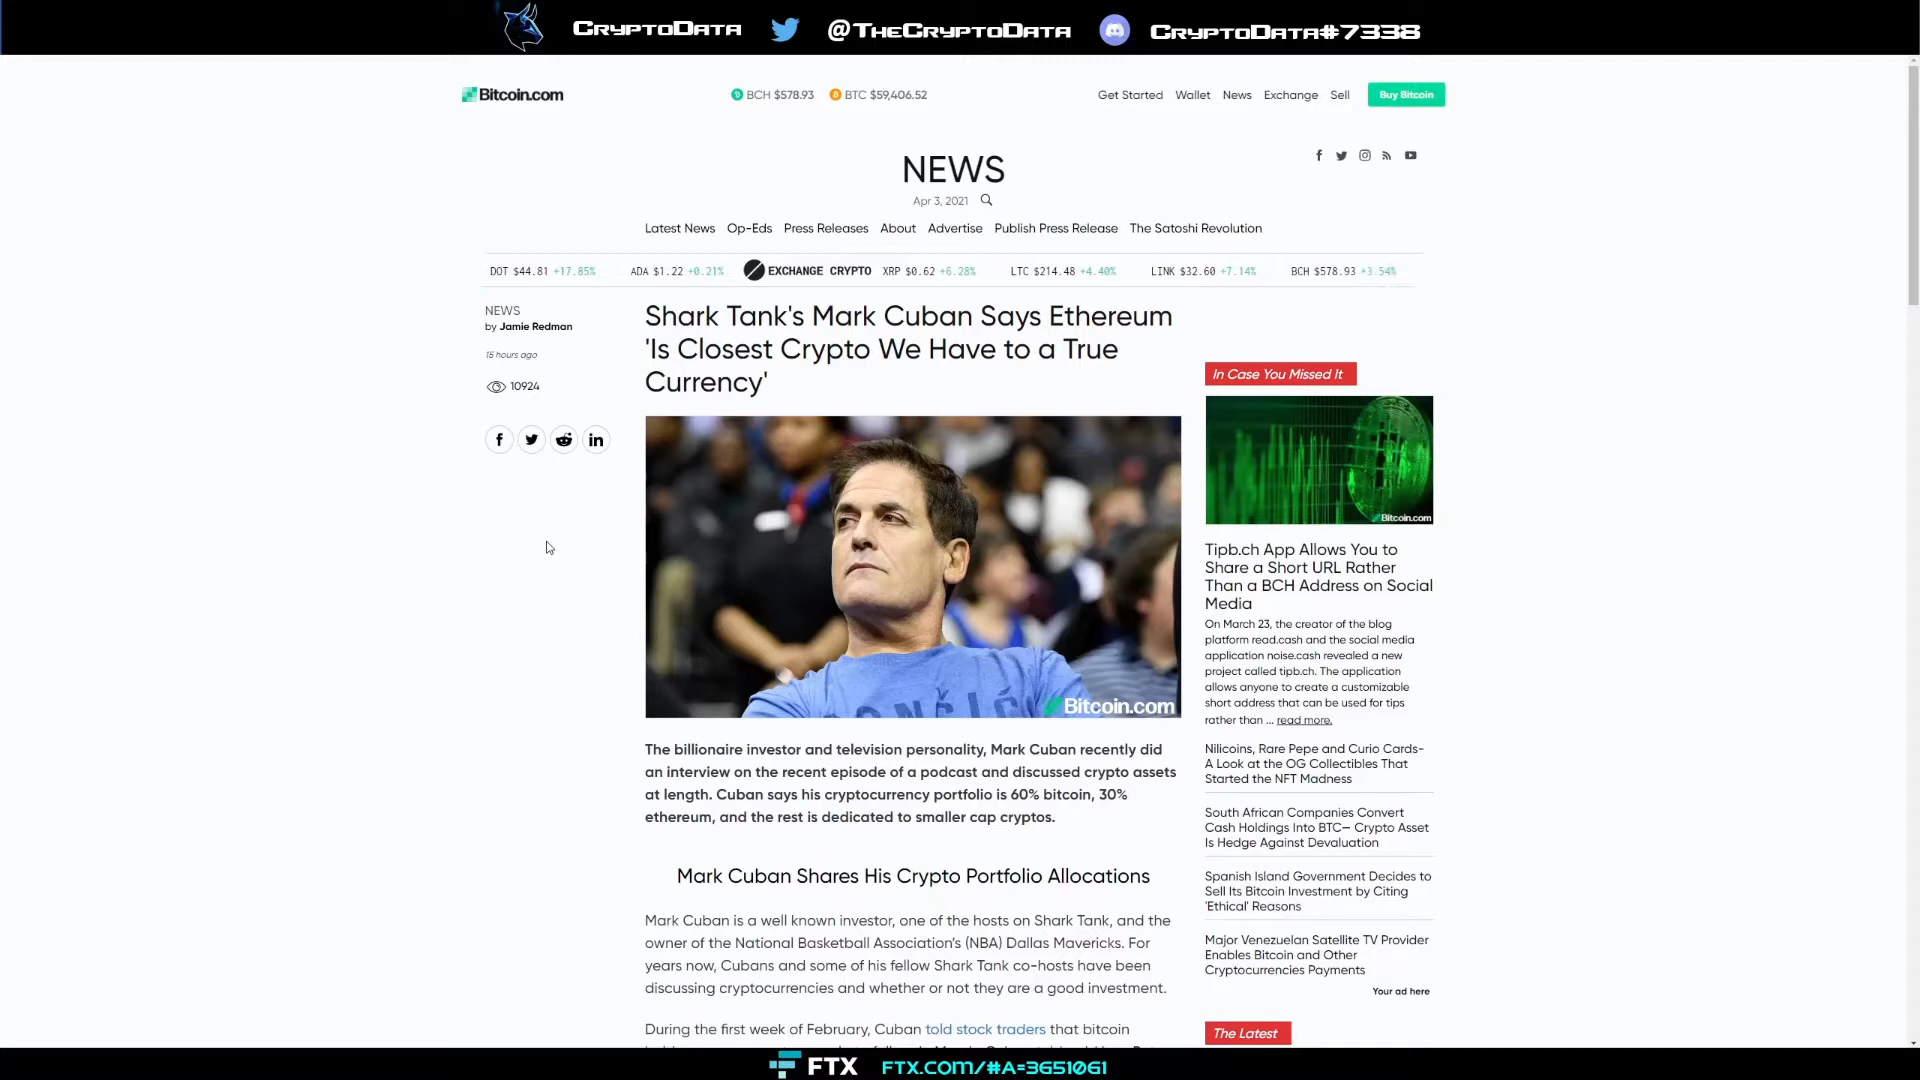 CryptoData @TheCryptoData CryptoData#7338
Bitcoin.com BCH $578.93 BTC $59,406.52 Get Started Wallet News Exchange Sell Buy Bitcoin
NEWS
Apr 3, 2021
Latest News Op-Eds Press Releases About Advertise Publish Press Release The Satoshi Revolution
DOT $44.81 +17.85% ADA $1.22 +0.21% EXCHANGE CRYPTO XRP $0.62 +6.28% LTC $214.48 +4.40% LINK $32.60 +7.14% BCH $578.93 +3.54%
NEWS
by Jamie Redman
15 hours ago
10924
Shark Tank's Mark Cuban Says Ethereum
'Is Closest Crypto We Have to a True
Currency'
DONČIĆ
Bitcoin.com
The billionaire investor and television personality, Mark Cuban recently did
an interview on the recent episode of a podcast and discussed crypto assets
at length. Cuban says his cryptocurrency portfolio is 60% bitcoin, 30%
ethereum, and the rest is dedicated to smaller cap cryptos.
Mark Cuban Shares His Crypto Portfolio Allocations
Mark Cuban is a well known investor, one of the hosts on Shark Tank, and the
owner of the National Basketball Association's (NBA) Dallas Mavericks. For
years now, Cubans and some of his fellow Shark Tank co-hosts have been
discussing cryptocurrencies and whether or not they are a good investment.
During the first week of February, Cuban told stock traders that bitcoin
In Case You Missed It
Bitcoin.com
Tipb.ch App Allows You to
Share a Short URL Rather
Than a BCH Address on Social
Media
On March 23, the creator of the blog
platform read.cash and the social media
application noise.cash revealed a new
project called tipb.ch. The application
allows anyone to create a customizable
short address that can be used for tips
rather than ... read more.
Nilicoins, Rare Pepe and Curio Cards-
A Look at the OG Collectibles That
Started the NFT Madness
South African Companies Convert
Cash Holdings Into BTC— Crypto Asset
Is Hedge Against Devaluation
Spanish Island Government Decides to
Sell Its Bitcoin Investment by Citing
'Ethical' Reasons
Major Venezuelan Satellite TV Provider
Enables Bitcoin and Other
Cryptocurrencies Payments
Your ad here
The Latest
FTX FTX.COM/#A=3651061